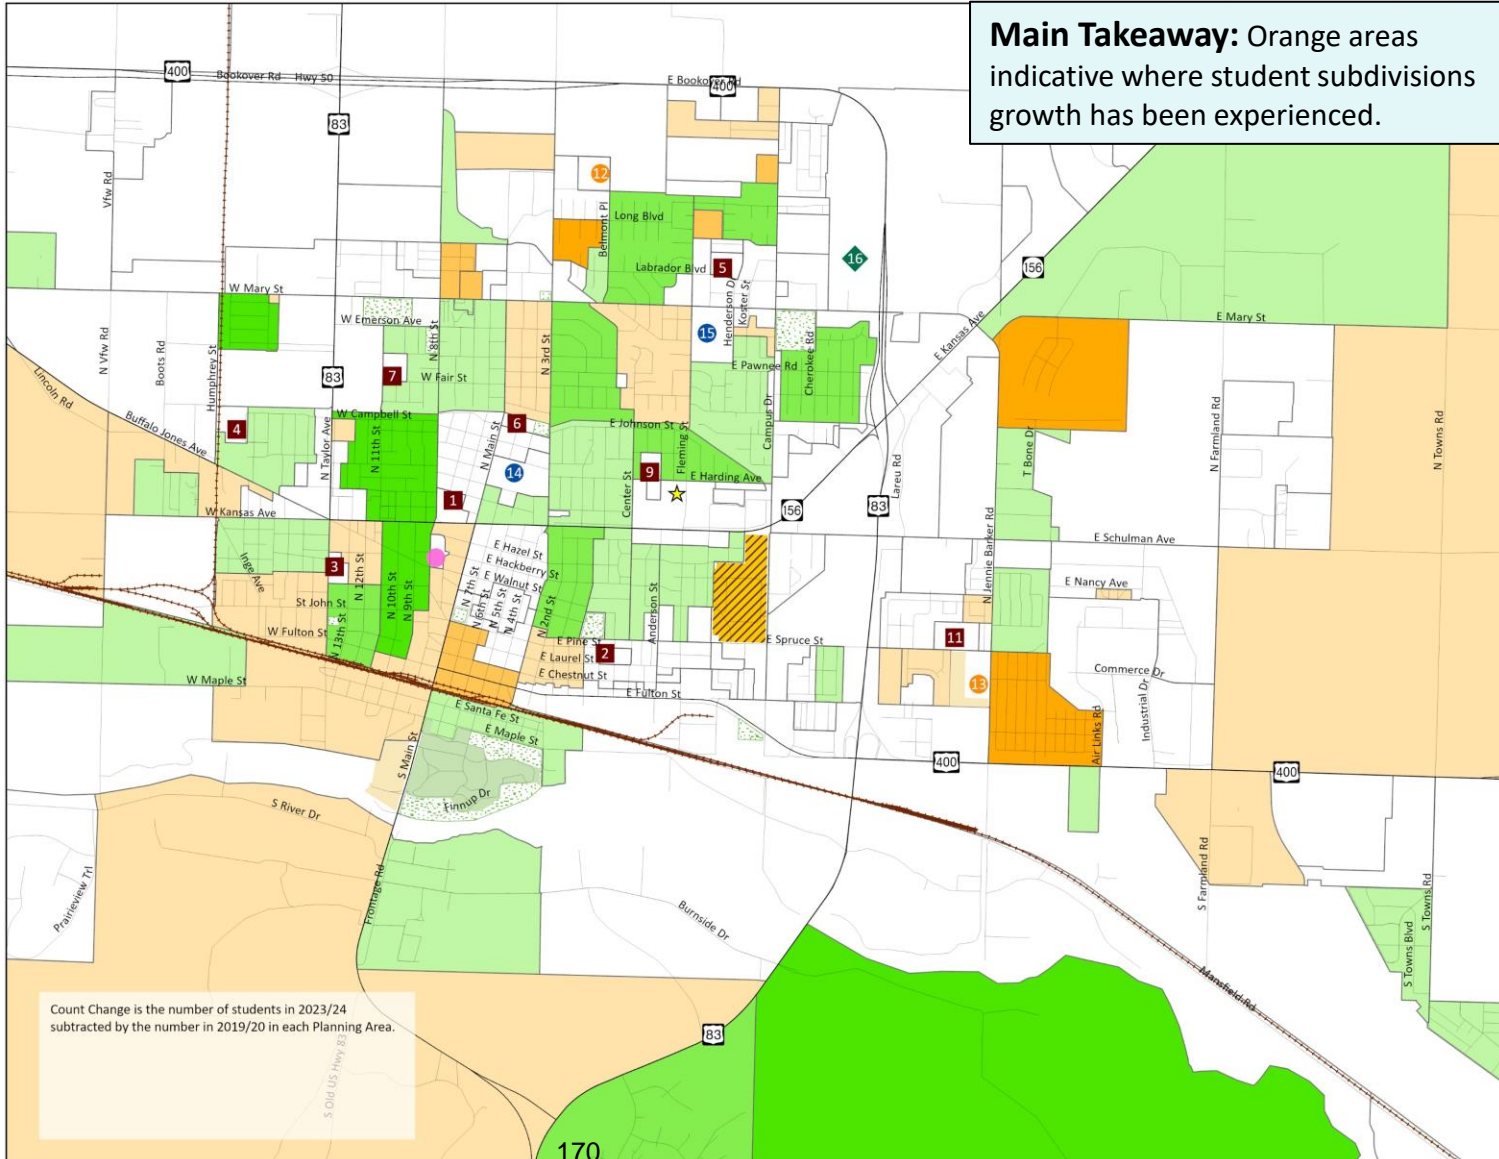 Main Takeaway: Orange areas
indicative where student subdivisions
growth has been experienced.
400
Bookover Rd
Hwy 50
E Bookover Rd
400
83
Vfw Rd
12
Belmont Pl
Long Blvd
16
Labrador Blvd
5
156
W Mary St
Henderson Dr
Koster St
E Mary St
W Emerson Ave
N 8th St
15
N Vfw Rd
Boots Rd
Humphrey St
N 3rd St
E Kansas Ave
E Pawnee Rd
Cherokee Rd
83
7
W Fair St
Lincoln Rd
Buffalo Jones Ave
W Campbell St
4
N Taylor Ave
N 11th St
N Main St
6
E Johnson St
Fleming St
Campus Dr
T Bone Dr
N Farmland Rd
N Towns Rd
14
9
E Harding Ave
Center St
Lareu Rd
1
156
83
W Kansas Ave
N Jennie Barker Rd
E Schulman Ave
E Hazel St
E Hackberry St
E Walnut St
3
Inge Ave
N 12th St
E Nancy Ave
N 10th St
N 9th St
N 7th St
N 6th St
N 5th St
N 4th St
N 2nd St
Anderson St
St John St
W Fulton St
N 13th St
E Pine St
E Spruce St
11
E Laurel St
2
E Chestnut St
Commerce Dr
W Maple St
E Fulton St
13
E Santa Fe St
Industrial Dr
Air Links Rd
E Maple St
S Main St
400
400
Finnup Dr
S River Dr
S Farmland Rd
Prairieview Trl
Frontage Rd
Burnside Dr
S Towns Blvd
S Towns Rd
Mansfield Rd
Count Change is the number of students in 2023/24
subtracted by the number in 2019/20 in each Planning Area.
S Old US Hwy 83
83
170